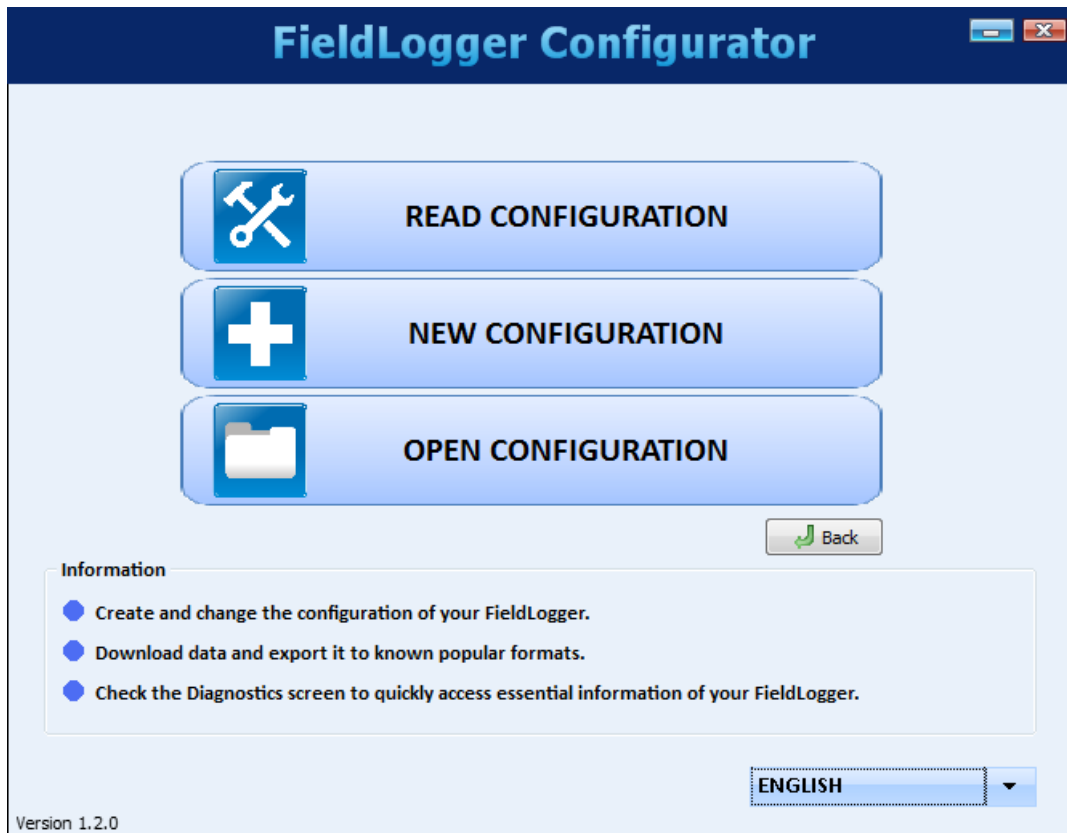 FieldLogger Configurator
READ CONFIGURATION
NEW CONFIGURATION
OPEN CONFIGURATION
Back
Information
Create and change the configuration of your FieldLogger.
Download data and export it to known popular formats.
Check the Diagnostics screen to quickly access essential information of your FieldLogger.
ENGLISH
Version 1.2.0